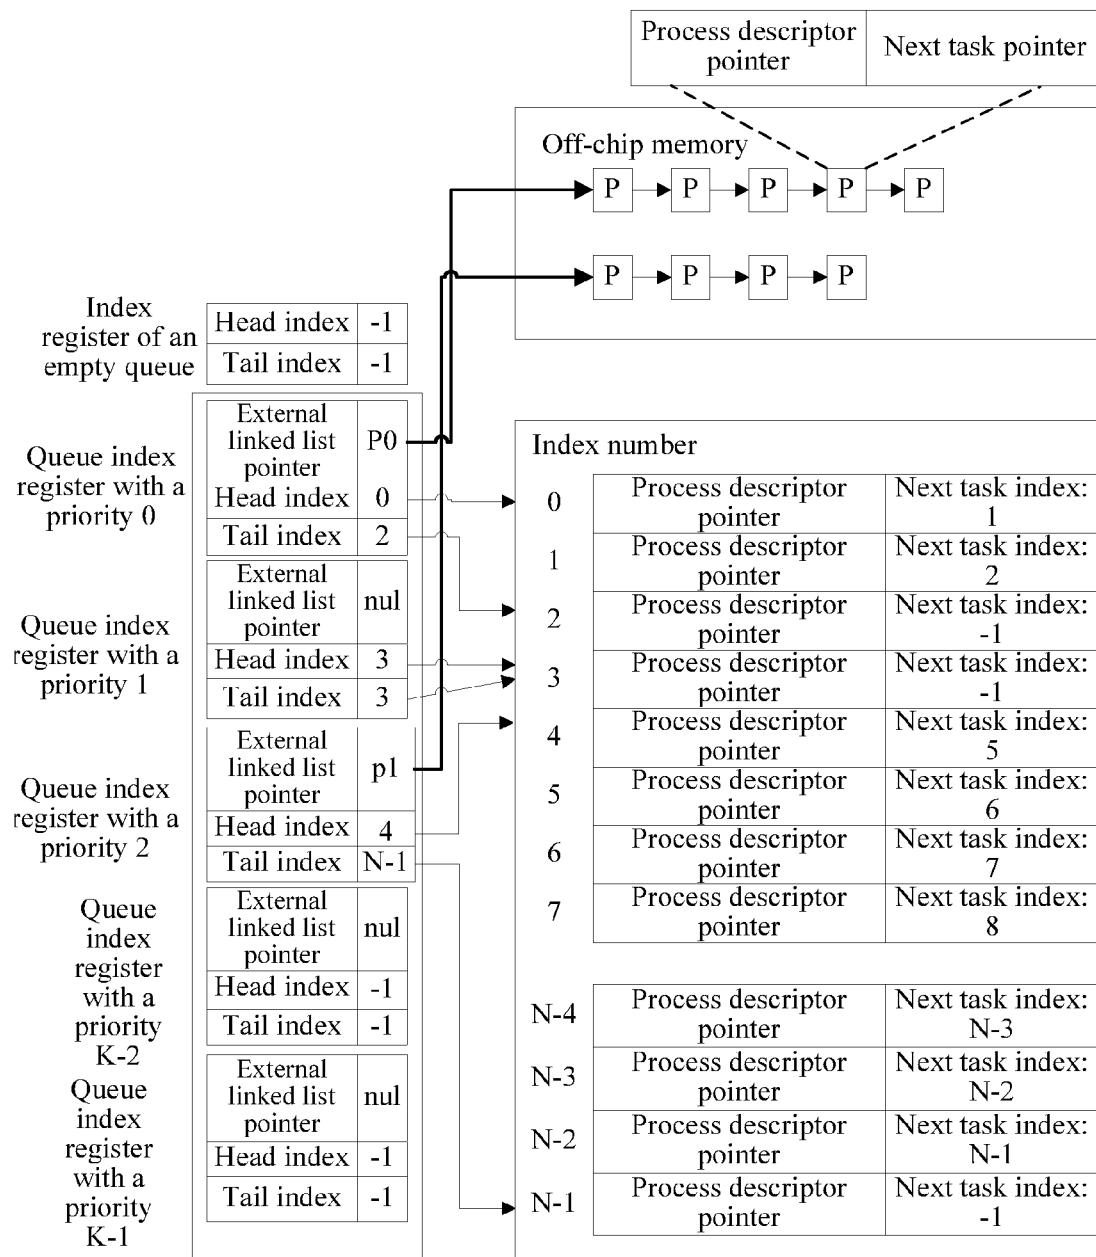 Process descriptor
pointer
Next task pointer
Off-chip memory
P P P P P
P P P P
Index
register of an
empty queue
Head index -1
Tail index -1
Queue index
register with a
priority 0
External
linked list
pointer
P0
Head index 0
Tail index 2
Queue index
register with a
priority 1
External
linked list
pointer
nul
Head index 3
Tail index 3
Queue index
register with a
priority 2
External
linked list
pointer
p1
Head index 4
Tail index N-1
Queue
index
register
with a
priority
K-2
External
linked list
pointer
nul
Head index -1
Tail index -1
Queue
index
register
with a
priority
K-1
External
linked list
pointer
nul
Head index -1
Tail index -1
Index number
0
Process descriptor
pointer
Next task index:
1
1
Process descriptor
pointer
Next task index:
2
2
Process descriptor
pointer
Next task index:
-1
3
Process descriptor
pointer
Next task index:
-1
4
Process descriptor
pointer
Next task index:
5
5
Process descriptor
pointer
Next task index:
6
6
Process descriptor
pointer
Next task index:
7
7
Process descriptor
pointer
Next task index:
8
N-4
Process descriptor
pointer
Next task index:
N-3
N-3
Process descriptor
pointer
Next task index:
N-2
N-2
Process descriptor
pointer
Next task index:
N-1
N-1
Process descriptor
pointer
Next task index:
-1